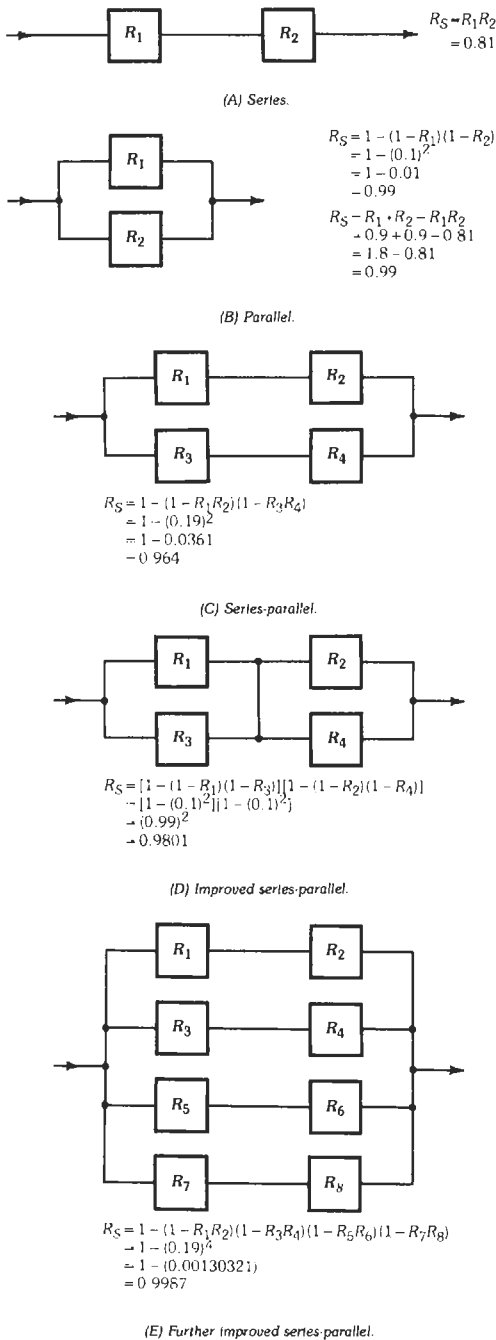 R1 R2 RS=R1R2
=0.81
(A) Series.
R1
R2
RS=1-(1-R1)(1-R2)
=1-(0.1)²
=1-0.01
-0.99
RS-R1•R2-R1R2
-0.9+0.9-0.81
=1.8-0.81
=0.99
(B) Parallel.
R1 R2
R3 R4
RS=1-(1-R1R2)(1-R3R4)
=1-(0.19)²
=1-0.0361
-0.964
(C) Series-parallel.
R1 R2
R3 R4
RS=[1-(1-R1)(1-R3)][1-(1-R2)(1-R4)]
=[1-(0.1)²][1-(0.1)²]
=(0.99)²
=0.9801
(D) Improved series-parallel.
R1 R2
R3 R4
R5 R6
R7 R8
RS=1-(1-R1R2)(1-R3R4)(1-R5R6)(1-R7R8)
=1-(0.19)⁴
=1-(0.00130321)
=0.9987
(E) Further improved series-parallel.